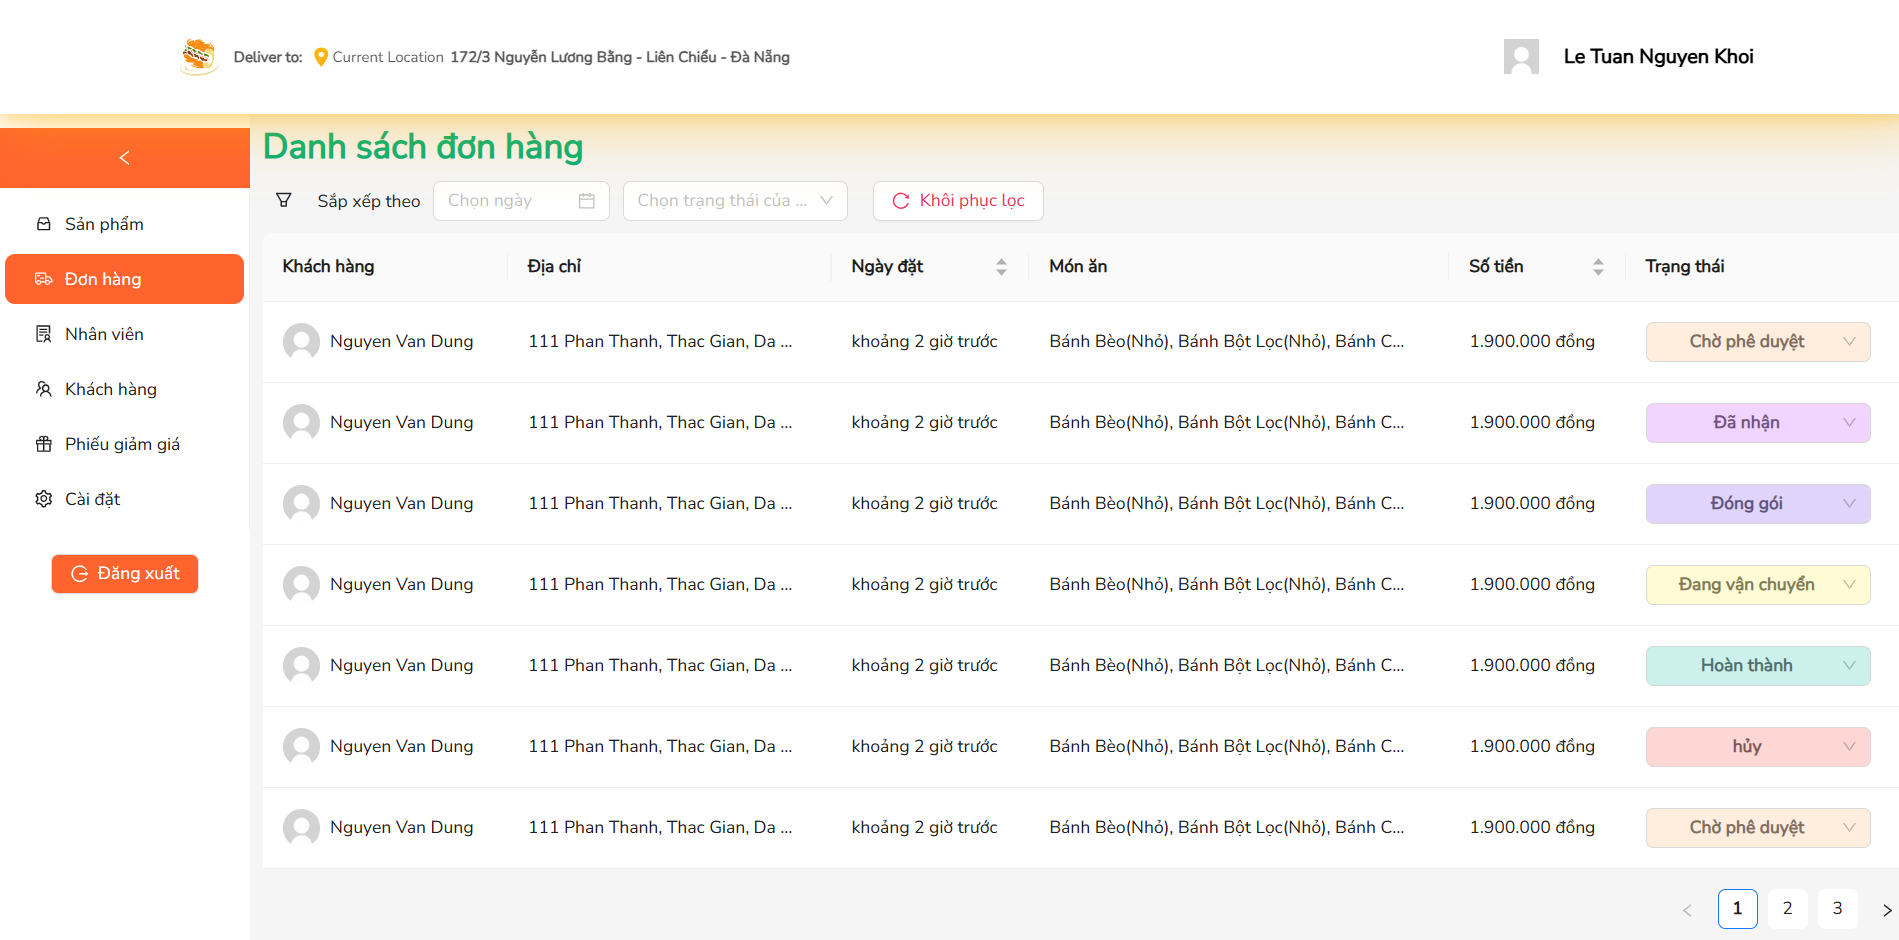 Deliver to: Current Location 172/3 Nguyễn Lương Bằng - Liên Chiểu - Đà Nẵng
Le Tuan Nguyen Khoi
Sản phẩm
Đơn hàng
Nhân viên
Khách hàng
Phiếu giảm giá
Cài đặt
Đăng xuất
Danh sách đơn hàng
Sắp xếp theo Chọn ngày Chọn trạng thái của ... Khôi phục lọc
Khách hàng Địa chỉ Ngày đặt Món ăn Số tiền Trạng thái
Nguyen Van Dung 111 Phan Thanh, Thac Gian, Da ... khoảng 2 giờ trước Bánh Bèo(Nhỏ), Bánh Bột Lọc(Nhỏ), Bánh C... 1.900.000 đồng Chờ phê duyệt
Nguyen Van Dung 111 Phan Thanh, Thac Gian, Da ... khoảng 2 giờ trước Bánh Bèo(Nhỏ), Bánh Bột Lọc(Nhỏ), Bánh C... 1.900.000 đồng Đã nhận
Nguyen Van Dung 111 Phan Thanh, Thac Gian, Da ... khoảng 2 giờ trước Bánh Bèo(Nhỏ), Bánh Bột Lọc(Nhỏ), Bánh C... 1.900.000 đồng Đóng gói
Nguyen Van Dung 111 Phan Thanh, Thac Gian, Da ... khoảng 2 giờ trước Bánh Bèo(Nhỏ), Bánh Bột Lọc(Nhỏ), Bánh C... 1.900.000 đồng Đang vận chuyển
Nguyen Van Dung 111 Phan Thanh, Thac Gian, Da ... khoảng 2 giờ trước Bánh Bèo(Nhỏ), Bánh Bột Lọc(Nhỏ), Bánh C... 1.900.000 đồng Hoàn thành
Nguyen Van Dung 111 Phan Thanh, Thac Gian, Da ... khoảng 2 giờ trước Bánh Bèo(Nhỏ), Bánh Bột Lọc(Nhỏ), Bánh C... 1.900.000 đồng hủy
Nguyen Van Dung 111 Phan Thanh, Thac Gian, Da ... khoảng 2 giờ trước Bánh Bèo(Nhỏ), Bánh Bột Lọc(Nhỏ), Bánh C... 1.900.000 đồng Chờ phê duyệt
1 2 3